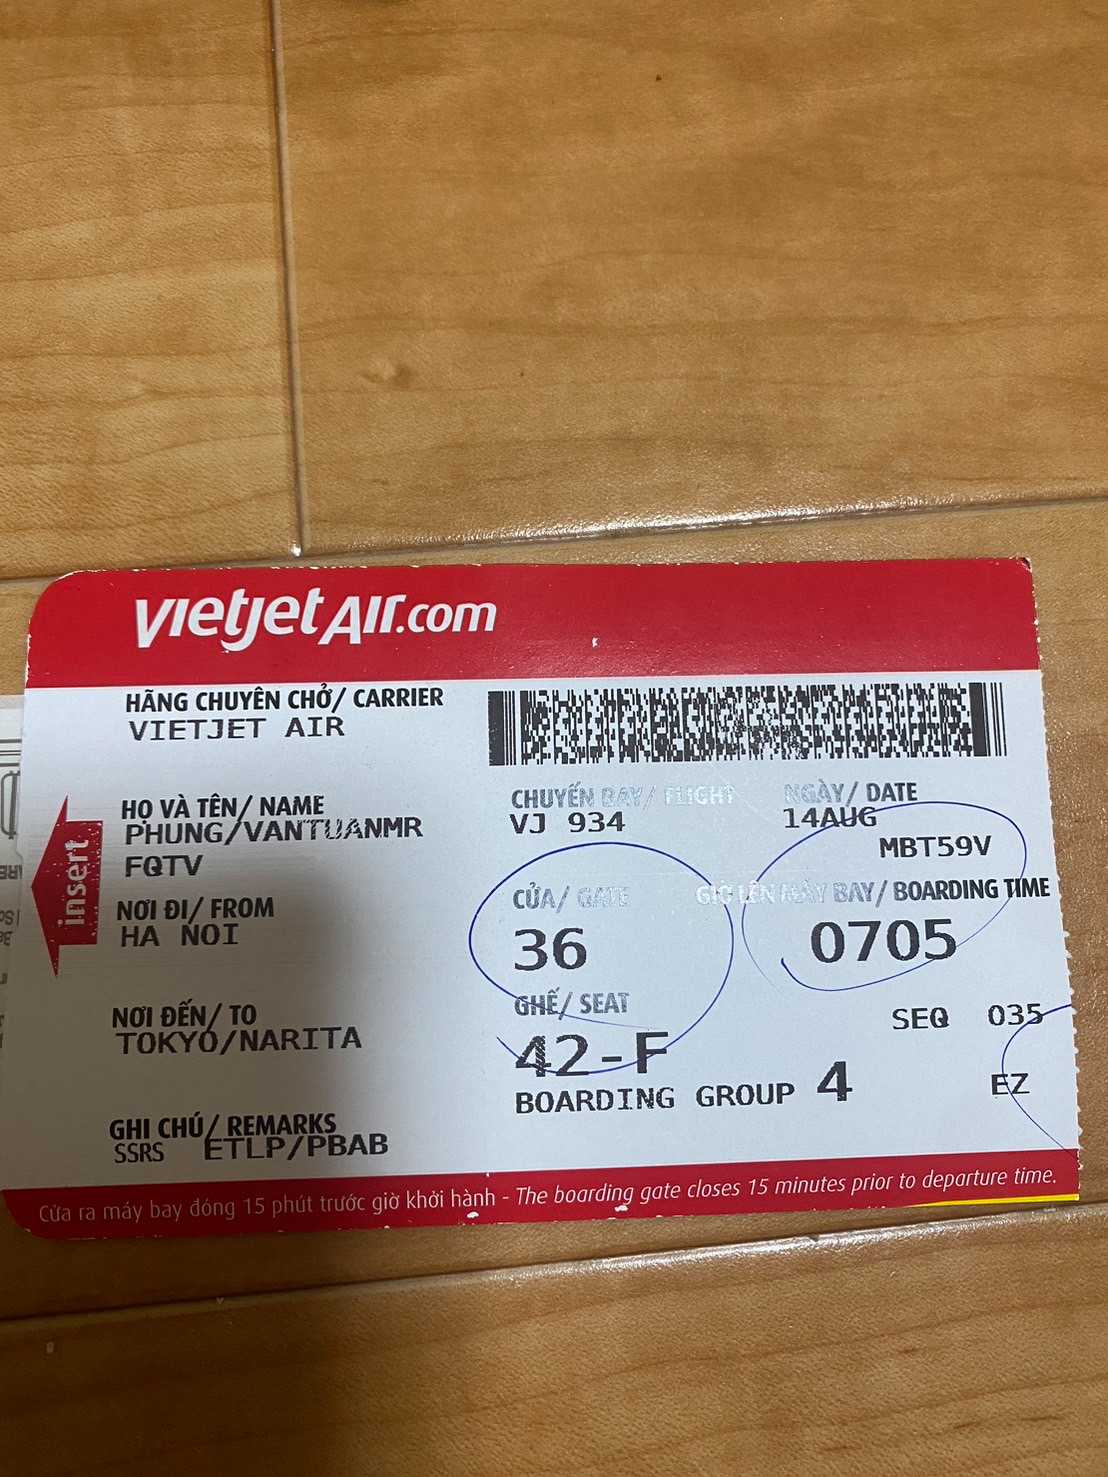 vietjetAir.com
HÃNG CHUYÊN CHỞ/ CARRIER
VIETJET AIR
HỌ VÀ TÊN/ NAME
PHUNG/VANTUANMR
FQTV
NƠI ĐI/ FROM
HA NOI
NƠI ĐẾN/ TO
TOKYO/NARITA
GHI CHÚ/ REMARKS
SSRS ETLP/PBAB
insert
CHUYẾN BAY/ FLIGHT
VJ 934
NGÀY/ DATE
14AUG
MBT59V
CỬA/ GATE
36
GIỜ LÊN MÁY BAY/ BOARDING TIME
0705
GHẾ/ SEAT
42-F
SEQ 035
BOARDING GROUP 4
EZ
Cửa ra máy bay đóng 15 phút trước giờ khởi hành - The boarding gate closes 15 minutes prior to departure time.